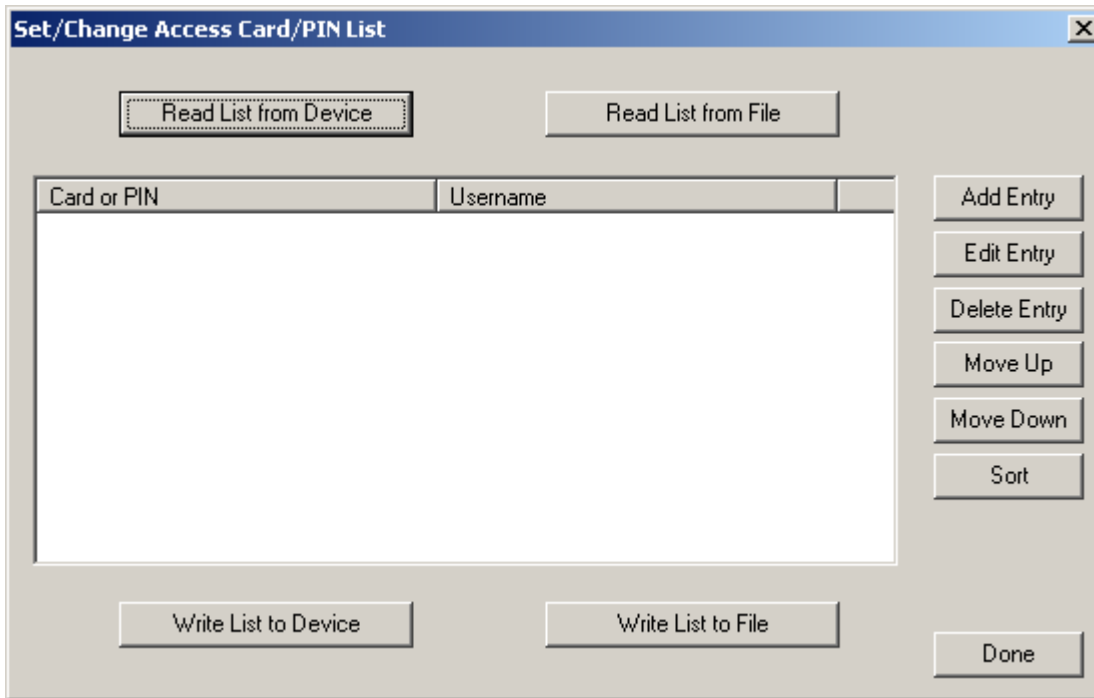 Set/Change Access Card/PIN List
Read List from Device
Read List from File
Card or PIN
Username
Add Entry
Edit Entry
Delete Entry
Move Up
Move Down
Sort
Write List to Device
Write List to File
Done